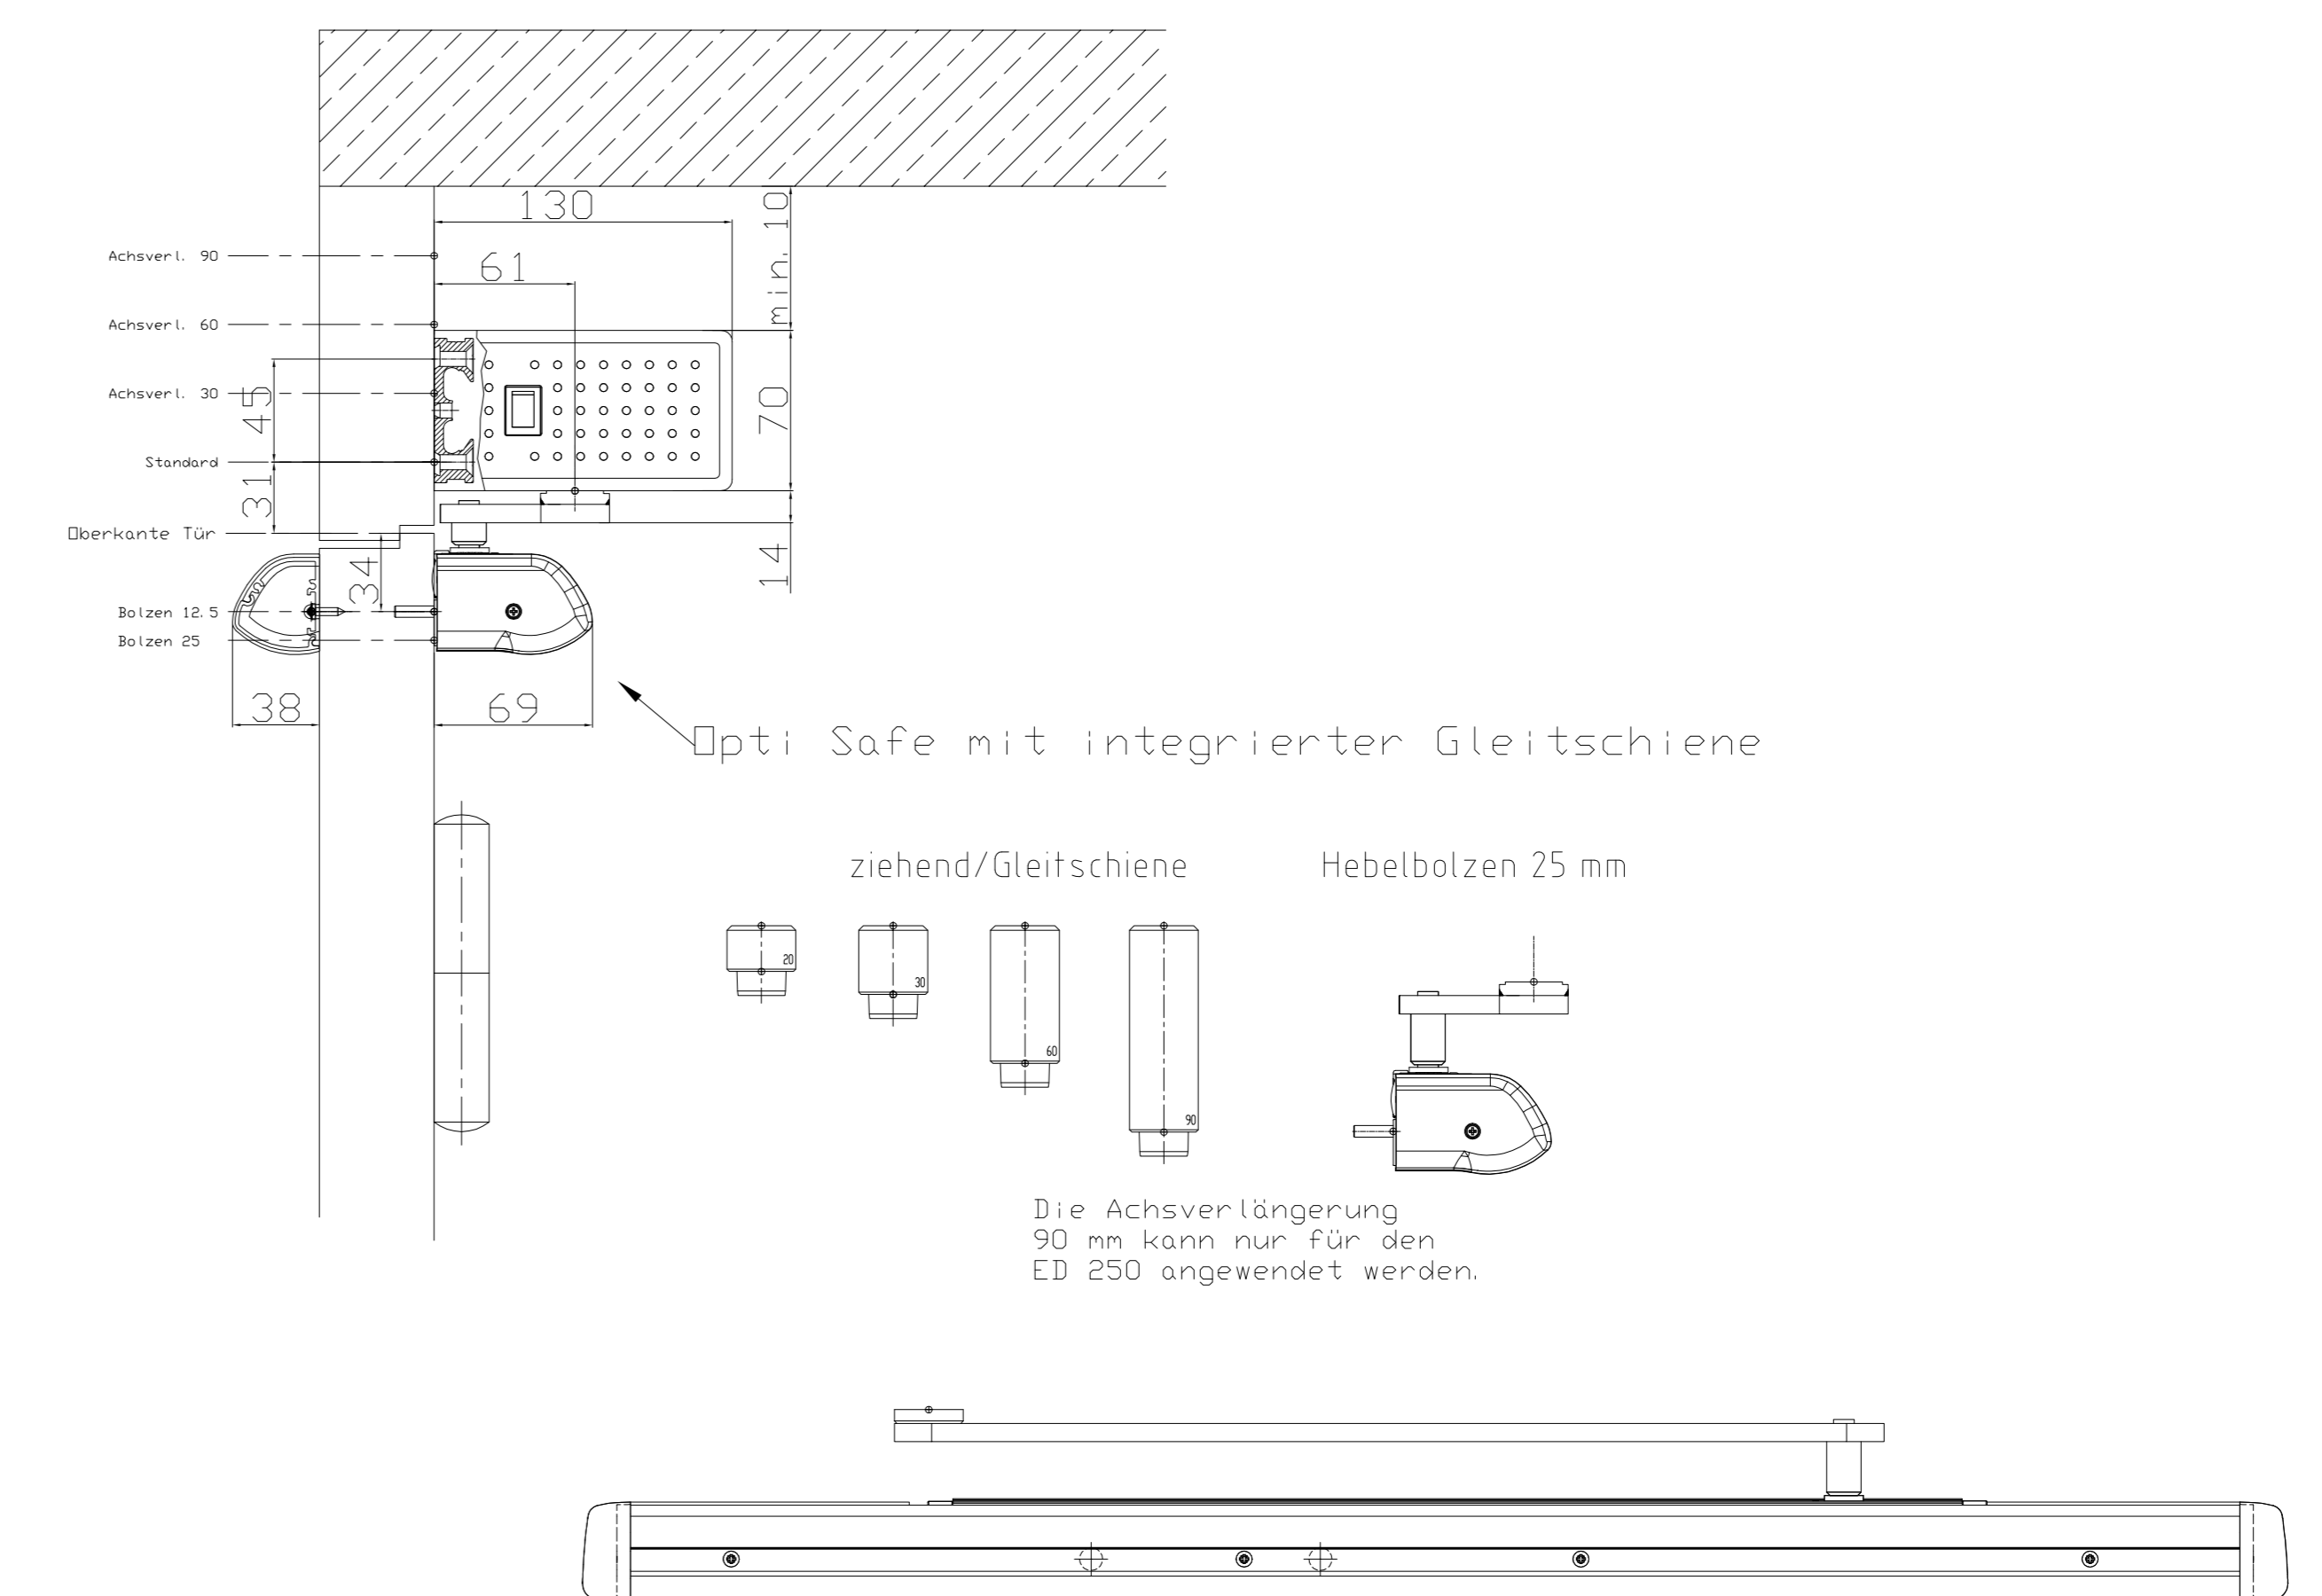 130
min. 10
Achsverl. 90
61
Achsverl. 60
Achsverl. 30
45
70
Standard
31
Oberkante Tür
14
34
Bolzen 12.5
Bolzen 25
38
69
Opti Safe mit integrierter Gleitschiene
ziehend/Gleitschiene
Hebelbolzen 25 mm
20
30
60
90
Die Achsverlängerung
90 mm kann nur für den
ED 250 angewendet werden.